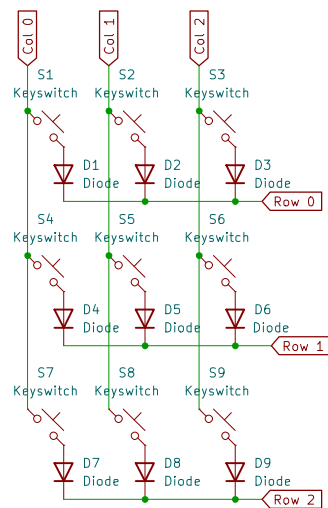 Col 0 Col 1 Col 2
S1 S2 S3
Keyswitch Keyswitch Keyswitch
D1 D2 D3
Diode Diode Diode
Row 0
S4 S5 S6
Keyswitch Keyswitch Keyswitch
D4 D5 D6
Diode Diode Diode
Row 1
S7 S8 S9
Keyswitch Keyswitch Keyswitch
D7 D8 D9
Diode Diode Diode
Row 2